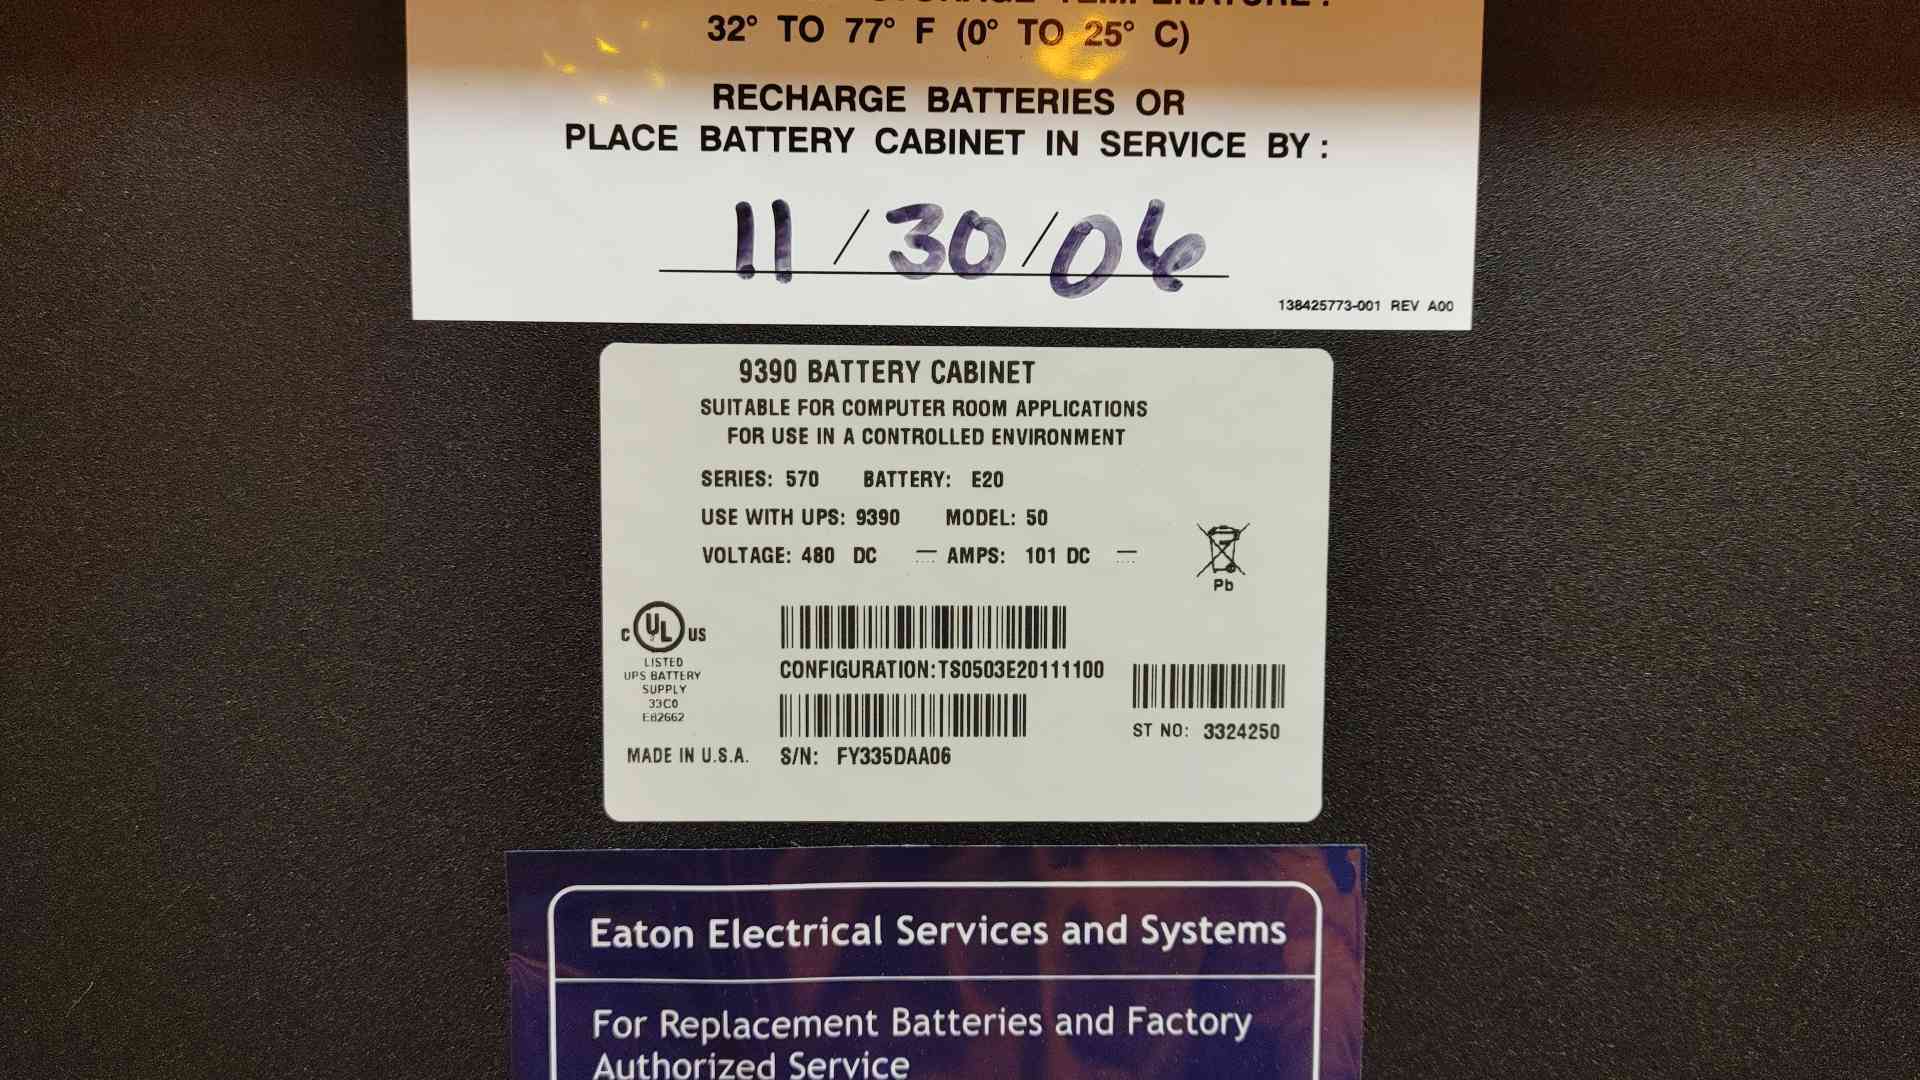 STORAGE TEMPERATURE:
32° TO 77° F (0° TO 25° C)
RECHARGE BATTERIES OR
PLACE BATTERY CABINET IN SERVICE BY:
11/30/06
138425773-001 REV A00
9390 BATTERY CABINET
SUITABLE FOR COMPUTER ROOM APPLICATIONS
FOR USE IN A CONTROLLED ENVIRONMENT
SERIES: 570 BATTERY: E20
USE WITH UPS: 9390 MODEL: 50
VOLTAGE: 480 DC ⎓ AMPS: 101 DC ⎓
Pb
C UL US
LISTED
UPS BATTERY
SUPPLY
33C0
E82662
MADE IN U.S.A.
CONFIGURATION:TS0503E20111100
S/N: FY335DAA06
ST NO: 3324250
Eaton Electrical Services and Systems
For Replacement Batteries and Factory
Authorized Service